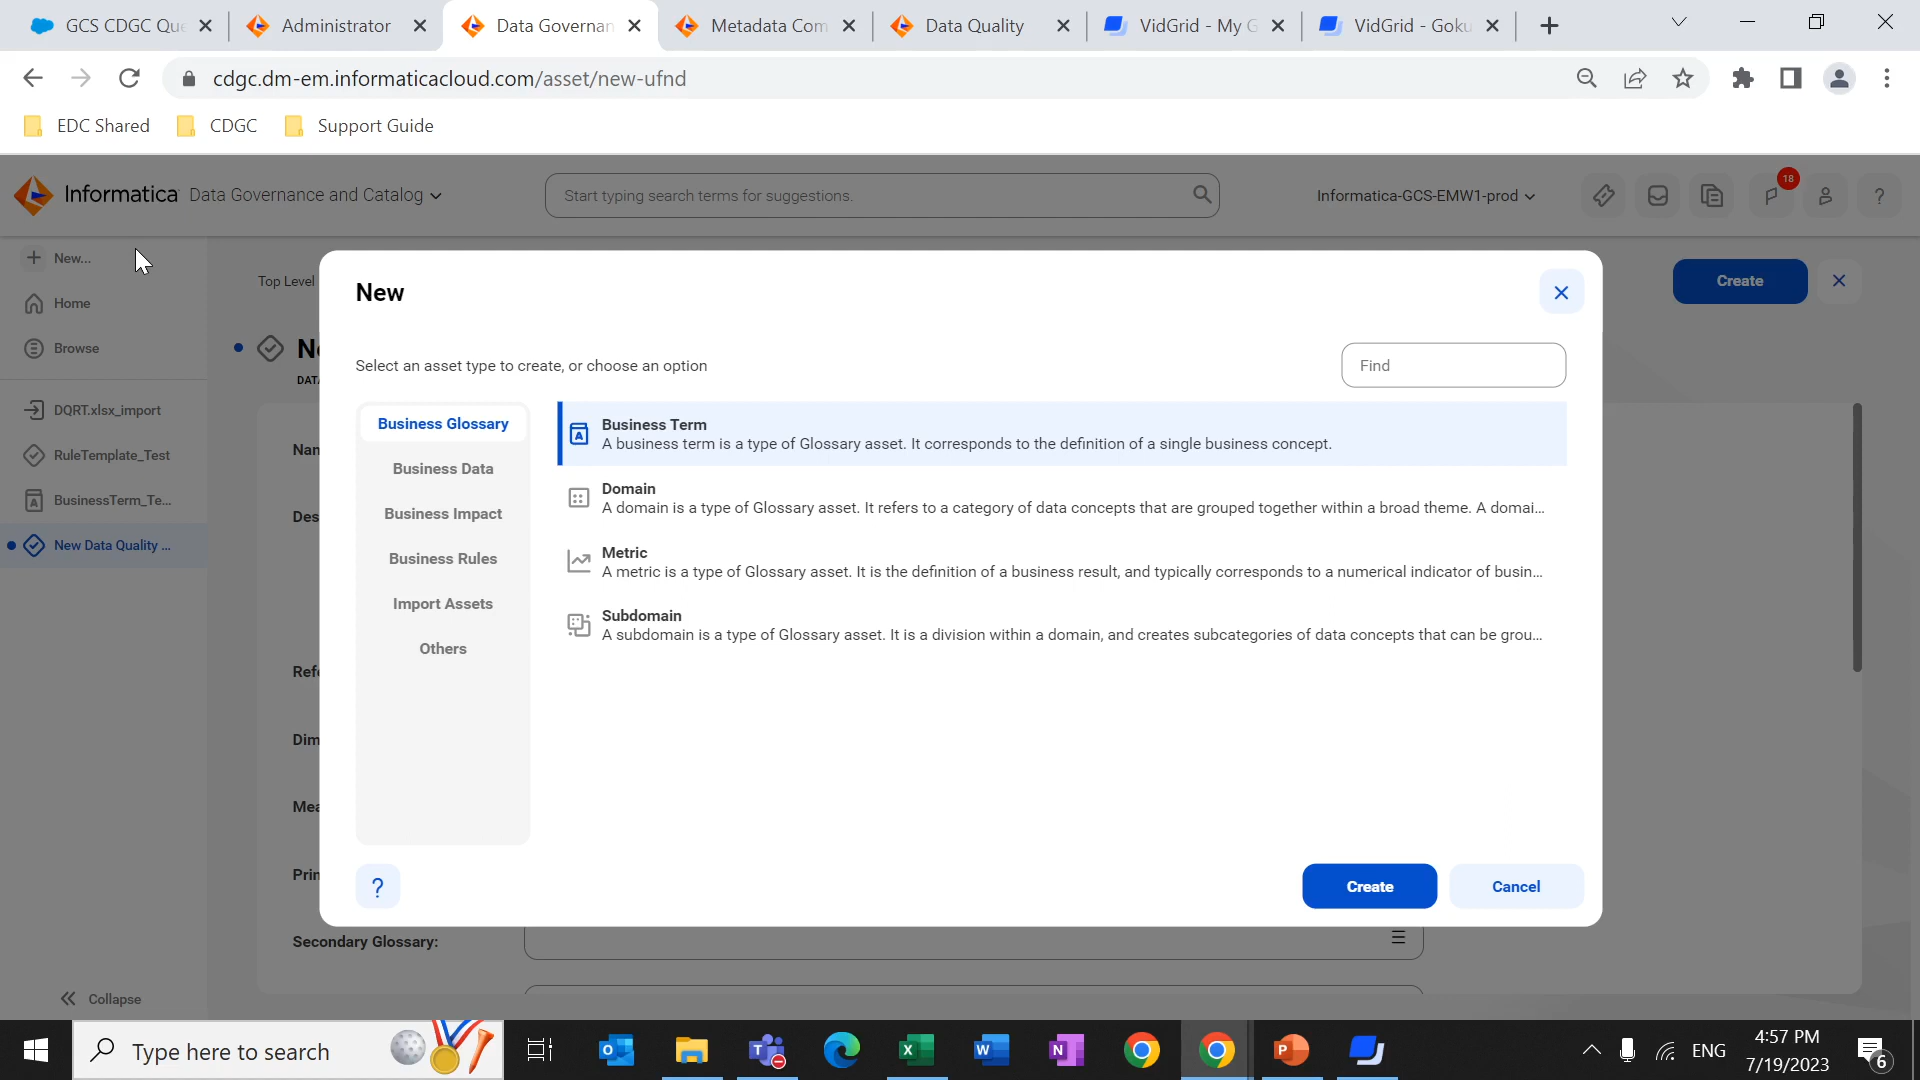 GCS CDGC Que
Administrator
Data Governan
Metadata Com
Data Quality
VidGrid - My G
VidGrid - Goku
cdgc.dm-em.informaticacloud.com/asset/new-ufnd
EDC Shared
CDGC
Support Guide
Informatica
Data Governance and Catalog
Start typing search terms for suggestions.
Informatica-GCS-EMW1-prod
18
?
New...
Home
Browse
DQRT.xlsx_import
RuleTemplate_Test
BusinessTerm_Te...
New Data Quality ...
Collapse
Top Level
Create
Ne
DATA
Nam
Des
Refe
Dim
Mea
Prin
Secondary Glossary:
New
Select an asset type to create, or choose an option
Find
Business Glossary
Business Data
Business Impact
Business Rules
Import Assets
Others
Business Term
A business term is a type of Glossary asset. It corresponds to the definition of a single business concept.
Domain
A domain is a type of Glossary asset. It refers to a category of data concepts that are grouped together within a broad theme. A domai...
Metric
A metric is a type of Glossary asset. It is the definition of a business result, and typically corresponds to a numerical indicator of busin...
Subdomain
A subdomain is a type of Glossary asset. It is a division within a domain, and creates subcategories of data concepts that can be grou...
?
Create
Cancel
Type here to search
ENG
4:57 PM
7/19/2023
6